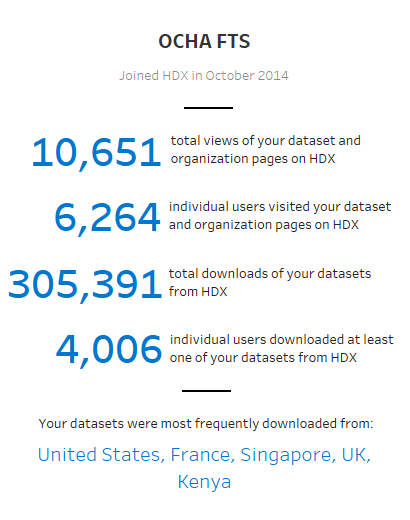 OCHA FTS
Joined HDX in October 2014
10,651 total views of your dataset and
organization pages on HDX
6,264 individual users visited your dataset
and organization pages on HDX
305,391 total downloads of your datasets
from HDX
4,006 individual users downloaded at least
one of your datasets from HDX
Your datasets were most frequently downloaded from:
United States, France, Singapore, UK,
Kenya